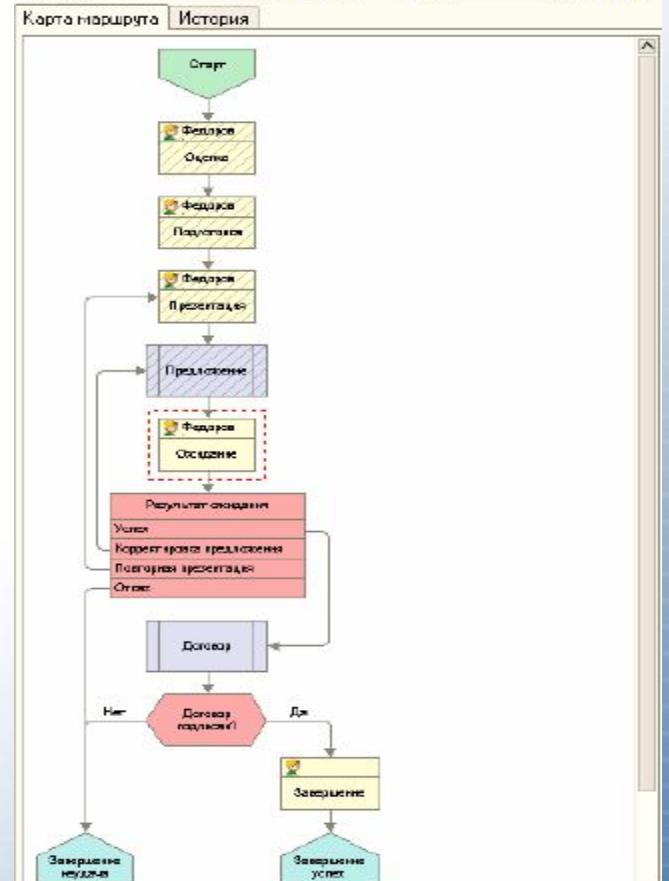 Карта маршрута
История
Старт
Федоров
Оценка
Федоров
Подготовка
Федоров
Презентация
Предложение
Федоров
Ожидание
Результат ожидания
Успех
Корректировка предложения
Повторная презентация
Отказ
Договор
Нет
Договор
подписан?
Да
Завершение
Завершение
неудача
Завершение
успех